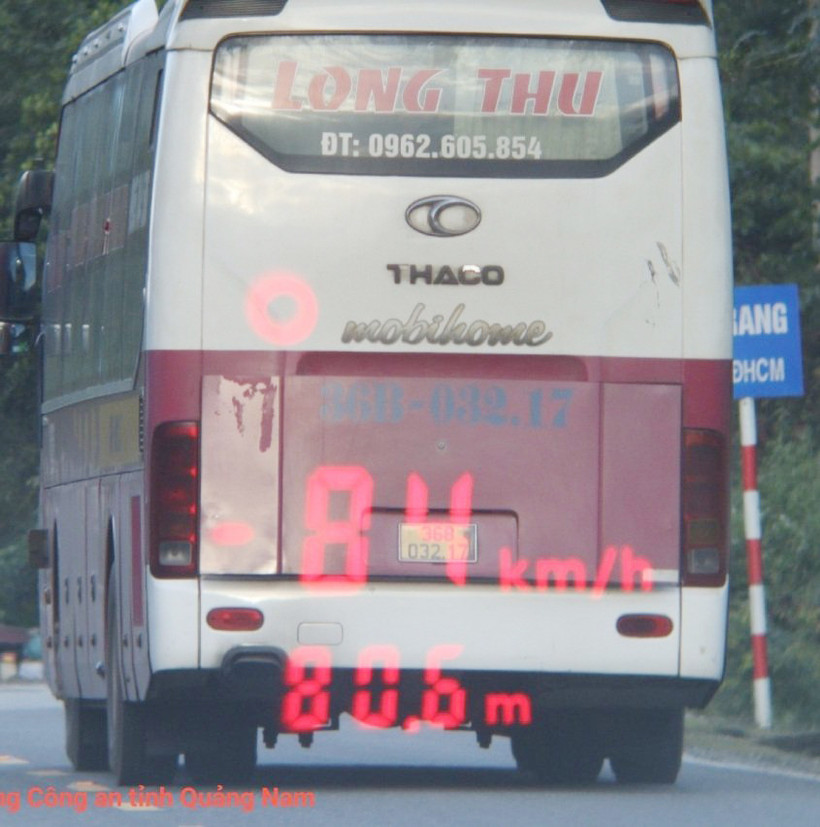 LONG THU
ĐT: 0962.605.854
THACO
mobihome
RANG
ĐHCM
36B-032.17
-84 km/h
36B
032.17
80.6 m
ng Công an tỉnh Quảng Nam